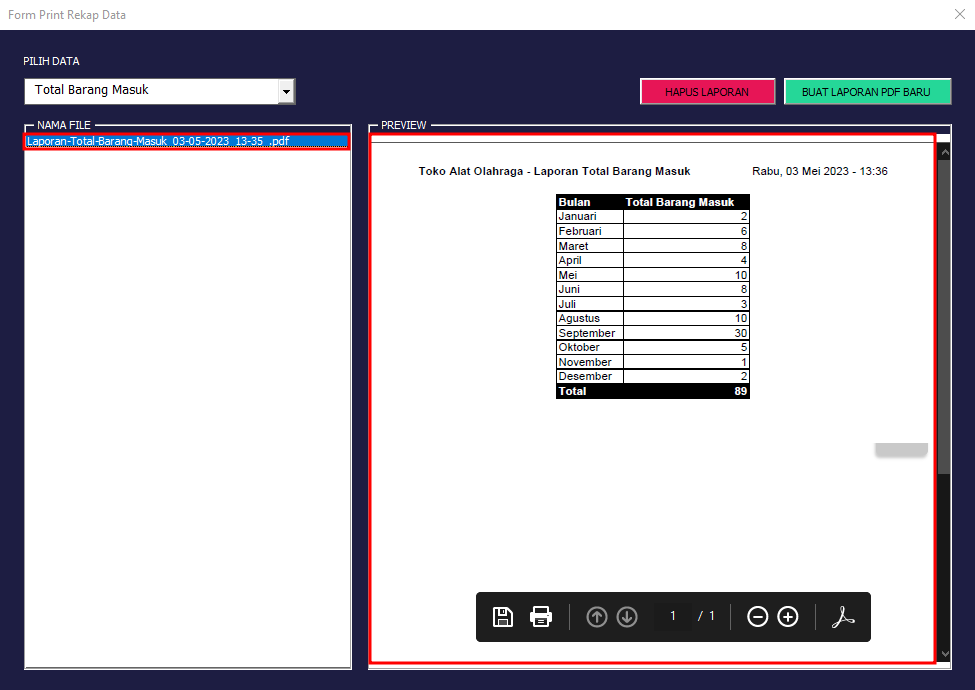 Form Print Rekap Data
PILIH DATA
Total Barang Masuk
HAPUS LAPORAN
BUAT LAPORAN PDF BARU
NAMA FILE
Laporan-Total-Barang-Masuk_03-05-2023_13-35_.pdf
PREVIEW
Toko Alat Olahraga - Laporan Total Barang Masuk Rabu, 03 Mei 2023 - 13:36
Bulan Total Barang Masuk
Januari 2
Februari 6
Maret 8
April 4
Mei 10
Juni 8
Juli 3
Agustus 10
September 30
Oktober 5
November 1
Desember 2
Total 89
1 / 1